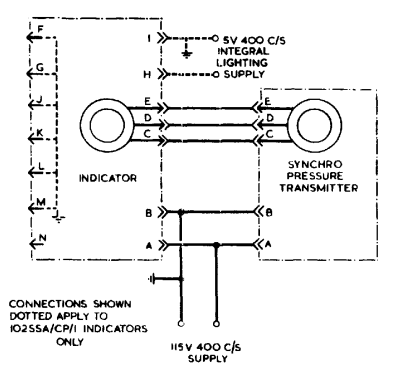 F
I
5V 400 C/S
INTEGRAL
LIGHTING
SUPPLY
G
H
J
E
E
D
D
K
C
C
SYNCHRO
PRESSURE
TRANSMITTER
L
INDICATOR
M
B
B
N
A
A
CONNECTIONS SHOWN
DOTTED APPLY TO
102SSA/CP/1 INDICATORS
ONLY
115V 400 C/S
SUPPLY